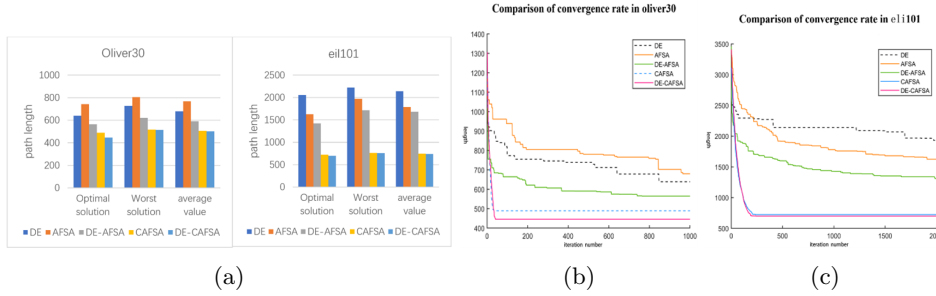 Oliver30
1000
800
600
400
200
0
path length
Optimal solution
Worst solution
average value
DE AFSA DE-AFSA CAFSA DE-CAFSA
eil101
2500
2000
1500
1000
500
0
path length
Optimal solution
Worst solution
average value
DE AFSA DE-AFSA CAFSA DE-CAFSA
(a)
Comparison of convergence rate in oliver30
1400
1300
1200
1100
1000
900
800
700
600
500
400
length
0 200 400 600 800 1000
iteration number
DE
AFSA
DE-AFSA
CAFSA
DE-CAFSA
(b)
Comparison of convergence rate in eli101
3500
3000
2500
2000
1500
1000
500
length
0 500 1000 1500 200
iteration number
DE
AFSA
DE-AFSA
CAFSA
DE-CAFSA
(c)